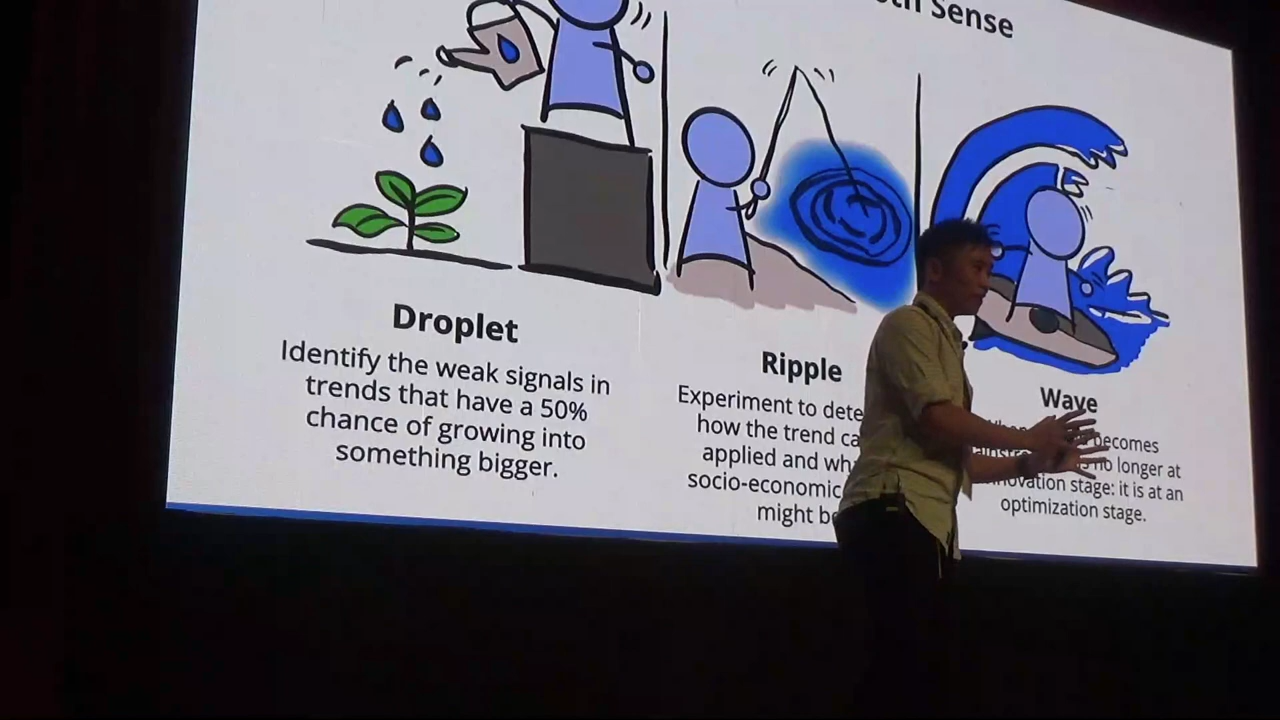 Sense
Droplet
Identify the weak signals in
trends that have a 50%
chance of growing into
something bigger.
Ripple
Experiment to dete
how the trend ca
applied and wh
socio-economic
might be
Wave
becomes
no longer at
ovation stage: it is at an
optimization stage.